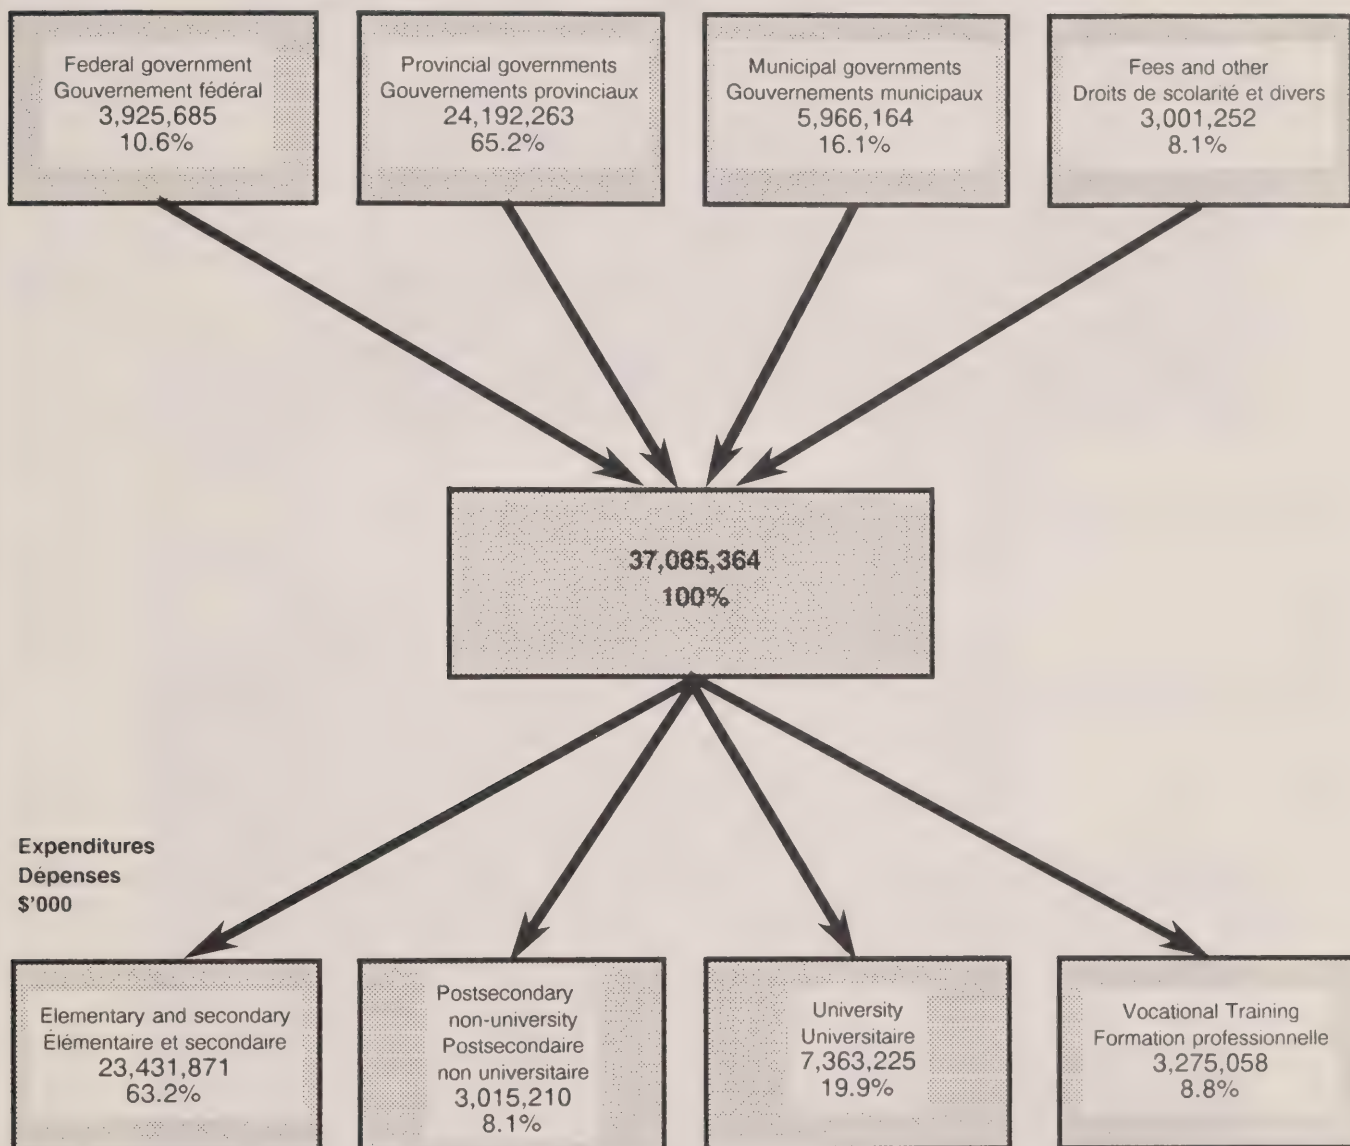 Federal government
Gouvernement fédéral
3,925,685
10.6%
Provincial governments
Gouvernements provinciaux
24,192,263
65.2%
Municipal governments
Gouvernements municipaux
5,966,164
16.1%
Fees and other
Droits de scolarité et divers
3,001,252
8.1%
37,085,364
100%
Expenditures
Dépenses
$'000
Elementary and secondary
Élémentaire et secondaire
23,431,871
63.2%
Postsecondary
non-university
Postsecondaire
non universitaire
3,015,210
8.1%
University
Universitaire
7,363,225
19.9%
Vocational Training
Formation professionnelle
3,275,058
8.8%